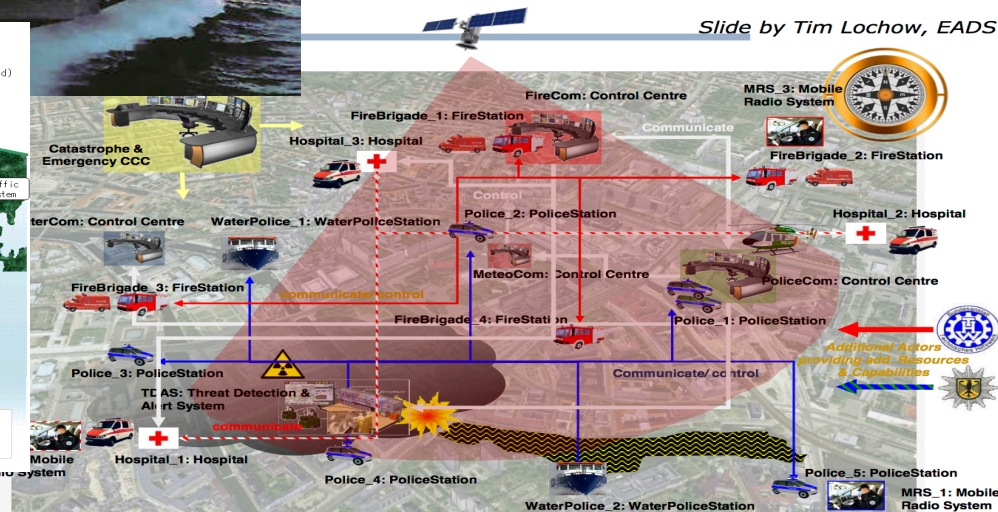 Slide by Tim Lochow, EADS
d)
FireCom: Control Centre
MRS_3: Mobile
Radio System
FireBrigade_1: FireStation
Communicate
Catastrophe &
Emergency CCC
Hospital_3: Hospital
FireBrigade_2: FireStation
ffic
stem
Control
terCom: Control Centre
WaterPolice_1: WaterPoliceStation
Police_2: PoliceStation
Hospital_2: Hospital
MeteoCom: Control Centre
PoliceCom: Control Centre
FireBrigade_3: FireStation
communicate/control
FireBrigade_4: FireStation
Police_1: PoliceStation
Additional Actors
providing add. Resources
& Capabilities
Police_3: PoliceStation
Communicate/ control
TDAS: Threat Detection &
Alert System
communicate
Mobile
io System
Hospital_1: Hospital
Police_4: PoliceStation
Police_5: PoliceStation
WaterPolice_2: WaterPoliceStation
MRS_1: Mobile
Radio System